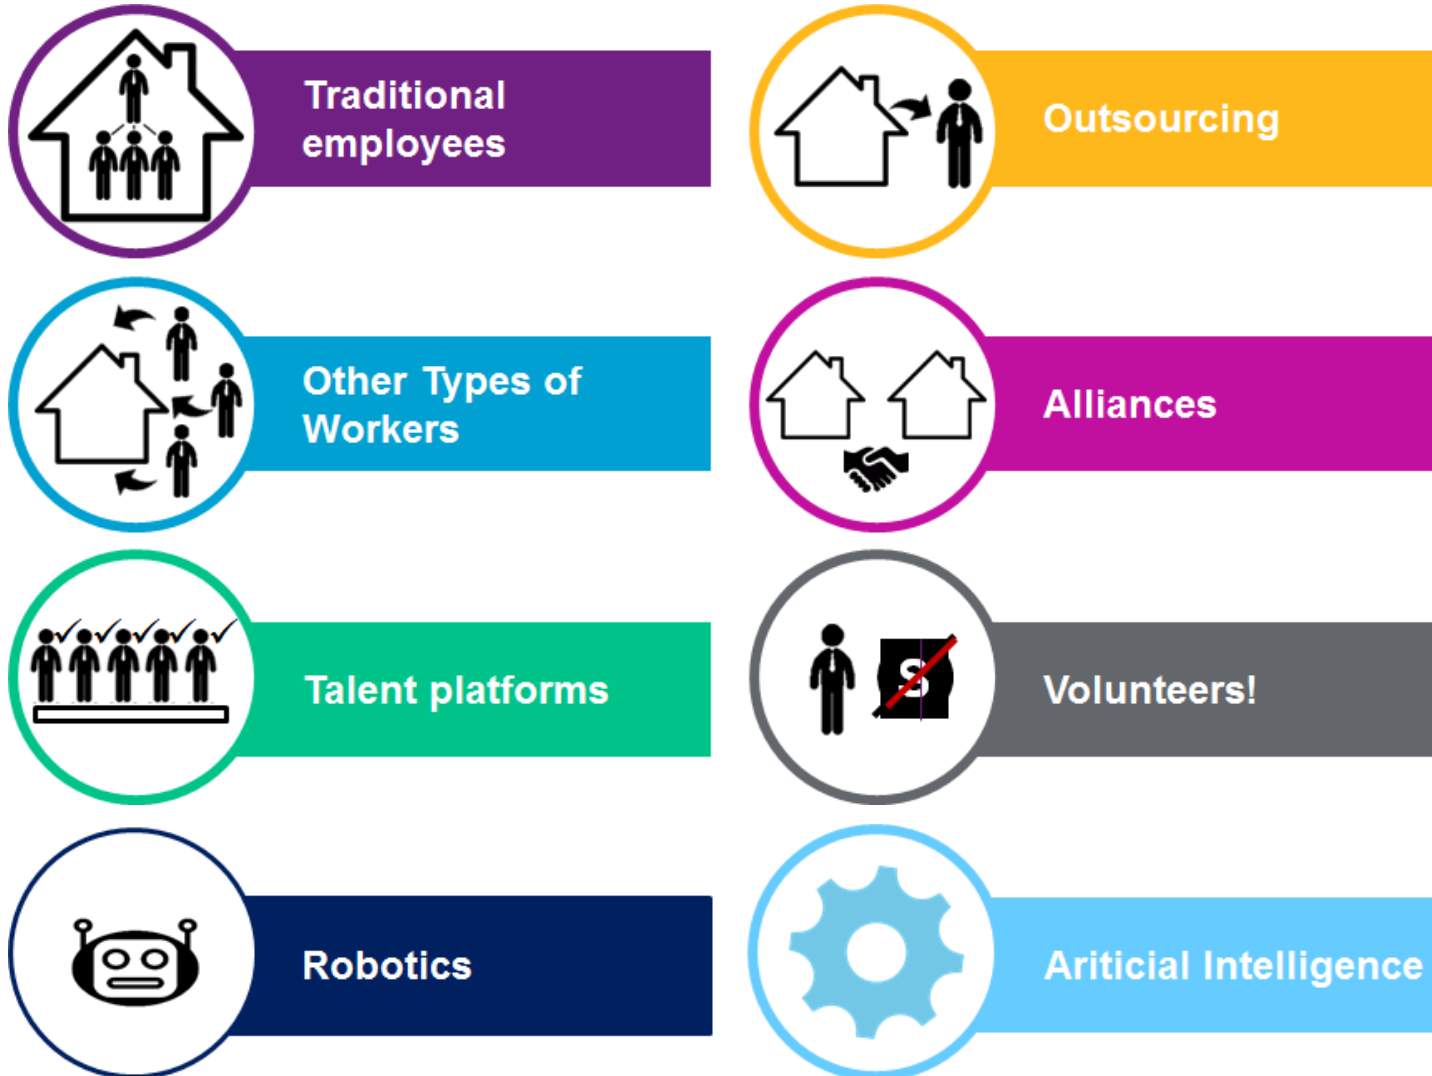 Traditional
employees
Outsourcing
Other Types of
Workers
Alliances
Talent platforms
S
Volunteers!
Robotics
Ariticial Intelligence